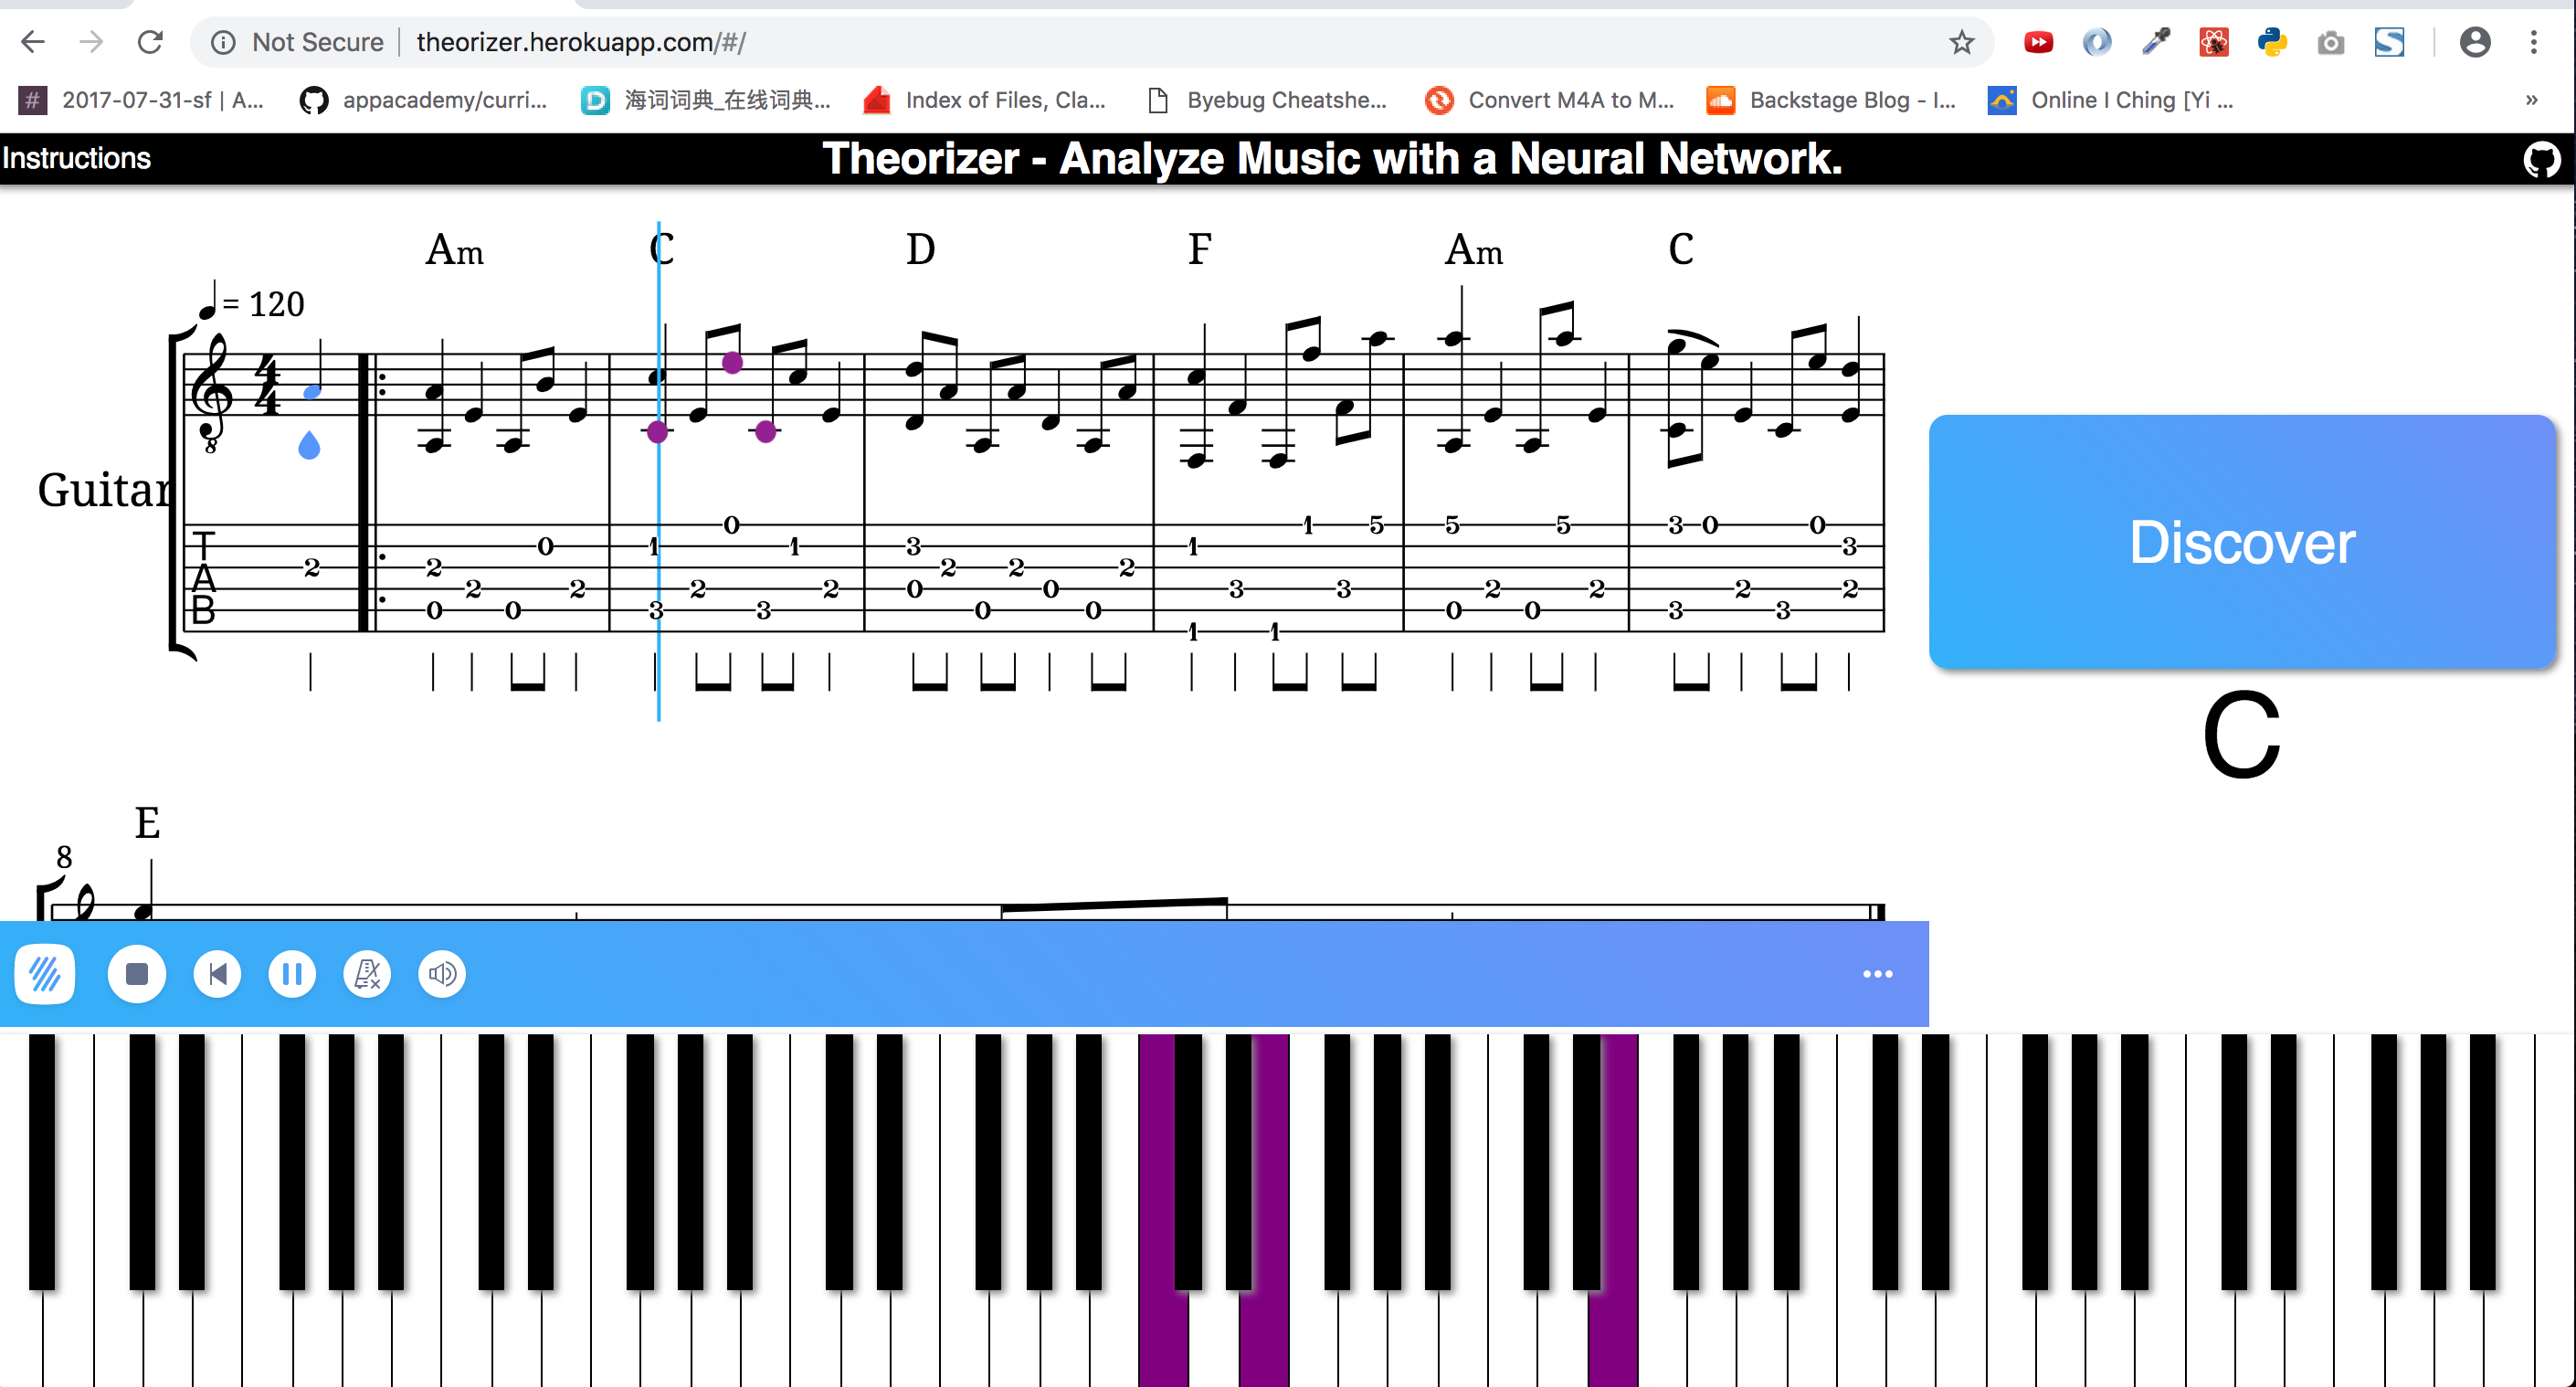 Not Secure | theorizer.herokuapp.com/#/
# 2017-07-31-sf | A... appacademy/curri... D 海词词典_在线词典... Index of Files, Cla... Byebug Cheatshe... Convert M4A to M... Backstage Blog - I... Online I Ching [Yi ... »
Instructions Theorizer - Analyze Music with a Neural Network.
Am C D F Am C
= 120
4
4
8
Guitar
0 0 1 5 5 3 0 0
T 0 1 1 3 1 3
A 2 2 2 2 2
2 2 2 2 0 0 3 3 2 2 2 2
B 0 0 3 3 0 0 0 0 3 3
1 1
Discover
C
E
8